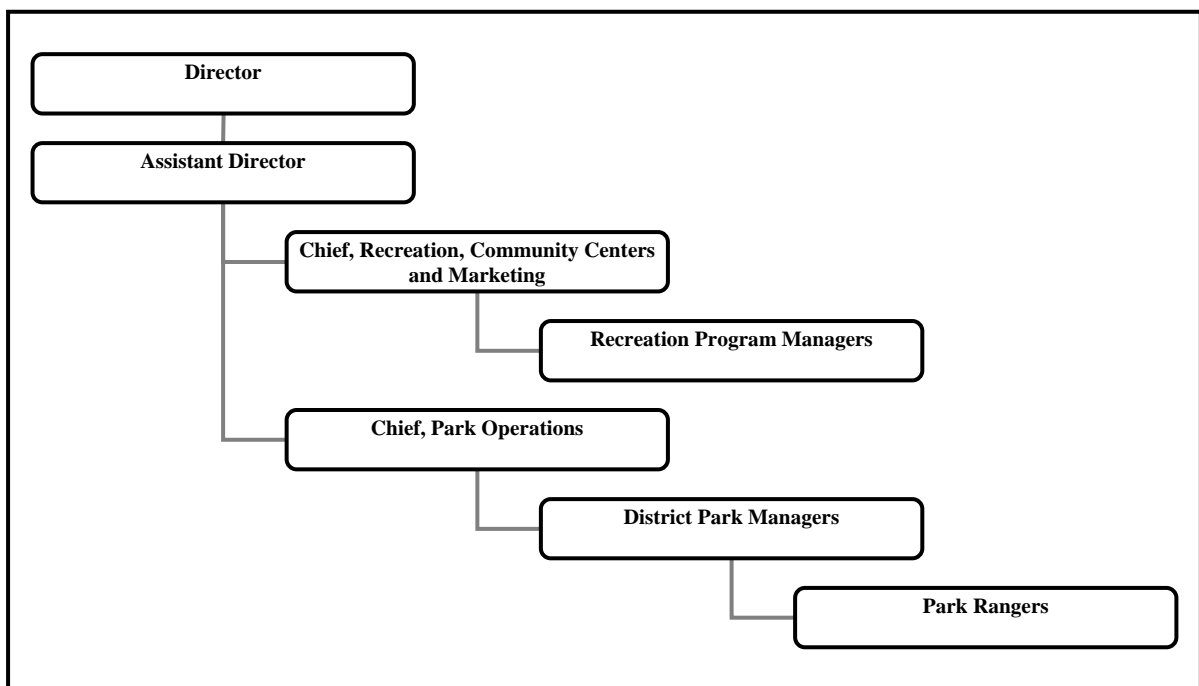 Director
Assistant Director
Chief, Recreation, Community Centers
and Marketing
Recreation Program Managers
Chief, Park Operations
District Park Managers
Park Rangers